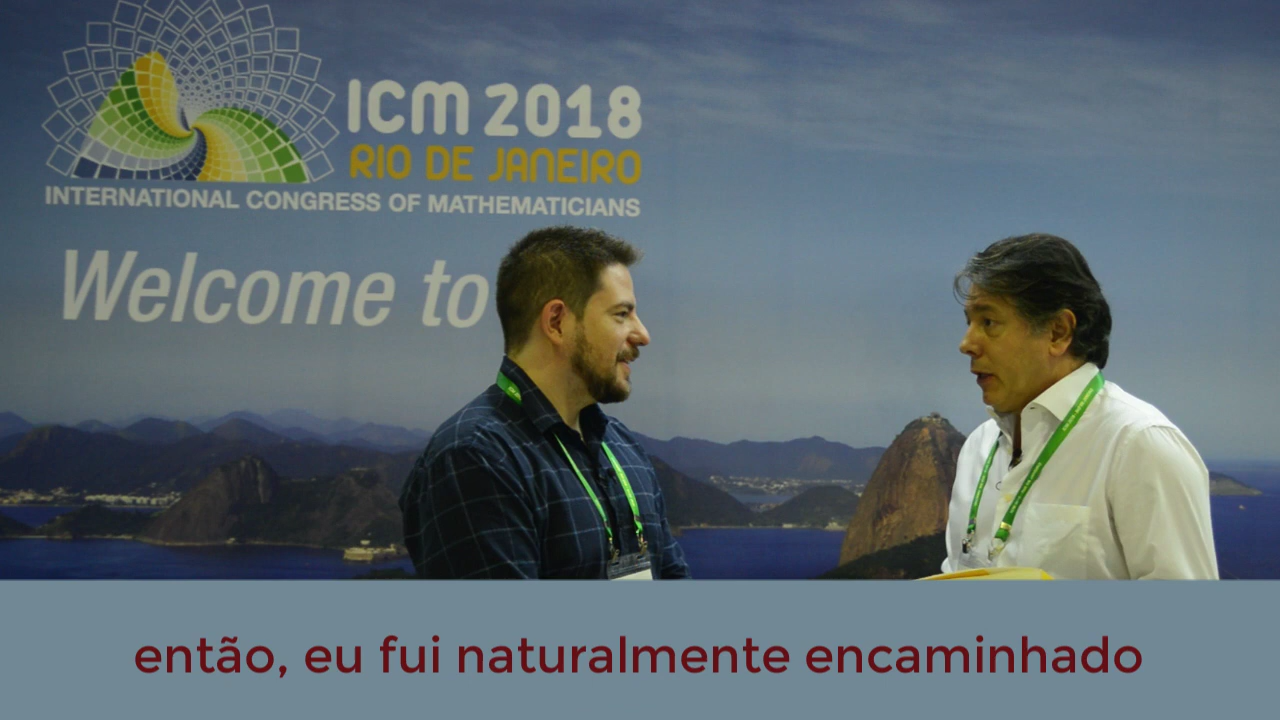 ICM 2018
RIO DE JANEIRO
INTERNATIONAL CONGRESS OF MATHEMATICIANS
Welcome to
então, eu fui naturalmente encaminhado